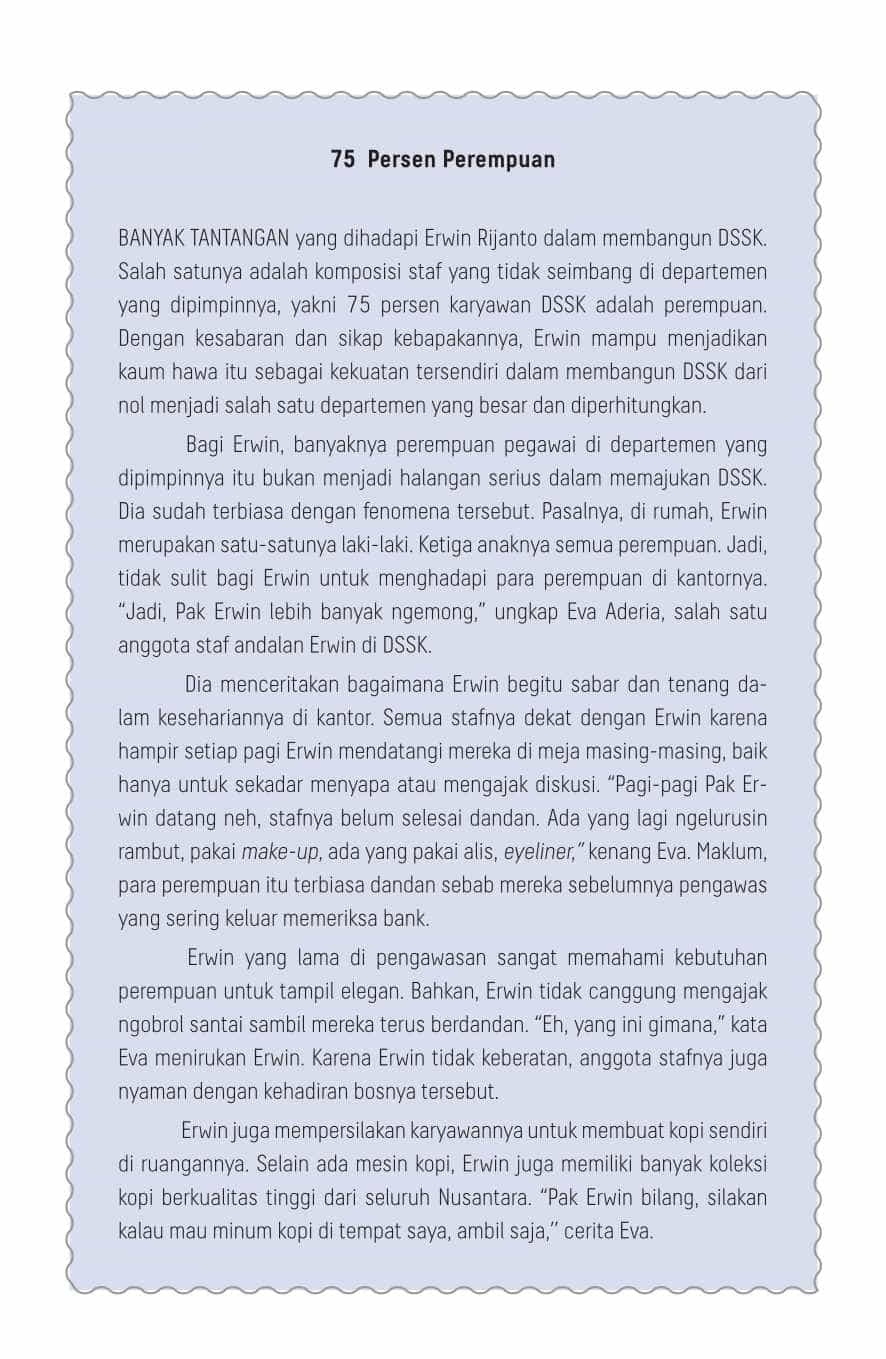 75 Persen Perempuan
BANYAK TANTANGAN yang dihadapi Erwin Rijanto dalam membangun DSSK.
Salah satunya adalah komposisi staf yang tidak seimbang di departemen
yang dipimpinnya, yakni 75 persen karyawan DSSK adalah perempuan.
Dengan kesabaran dan sikap kebapakannya, Erwin mampu menjadikan
kaum hawa itu sebagai kekuatan tersendiri dalam membangun DSSK dari
nol menjadi salah satu departemen yang besar dan diperhitungkan.
Bagi Erwin, banyaknya perempuan pegawai di departemen yang
dipimpinnya itu bukan menjadi halangan serius dalam memajukan DSSK.
Dia sudah terbiasa dengan fenomena tersebut. Pasalnya, di rumah, Erwin
merupakan satu-satunya laki-laki. Ketiga anaknya semua perempuan. Jadi,
tidak sulit bagi Erwin untuk menghadapi para perempuan di kantornya.
“Jadi, Pak Erwin lebih banyak ngemong,” ungkap Eva Aderia, salah satu
anggota staf andalan Erwin di DSSK.
Dia menceritakan bagaimana Erwin begitu sabar dan tenang da-
lam kesehariannya di kantor. Semua stafnya dekat dengan Erwin karena
hampir setiap pagi Erwin mendatangi mereka di meja masing-masing, baik
hanya untuk sekadar menyapa atau mengajak diskusi. “Pagi-pagi Pak Er-
win datang neh, stafnya belum selesai dandan. Ada yang lagi ngelurusin
rambut, pakai make-up, ada yang pakai alis, eyeliner,” kenang Eva. Maklum,
para perempuan itu terbiasa dandan sebab mereka sebelumnya pengawas
yang sering keluar memeriksa bank.
Erwin yang lama di pengawasan sangat memahami kebutuhan
perempuan untuk tampil elegan. Bahkan, Erwin tidak canggung mengajak
ngobrol santai sambil mereka terus berdandan. “Eh, yang ini gimana,” kata
Eva menirukan Erwin. Karena Erwin tidak keberatan, anggota stafnya juga
nyaman dengan kehadiran bosnya tersebut.
Erwin juga mempersilakan karyawannya untuk membuat kopi sendiri
di ruangannya. Selain ada mesin kopi, Erwin juga memiliki banyak koleksi
kopi berkualitas tinggi dari seluruh Nusantara. “Pak Erwin bilang, silakan
kalau mau minum kopi di tempat saya, ambil saja,’’ cerita Eva.